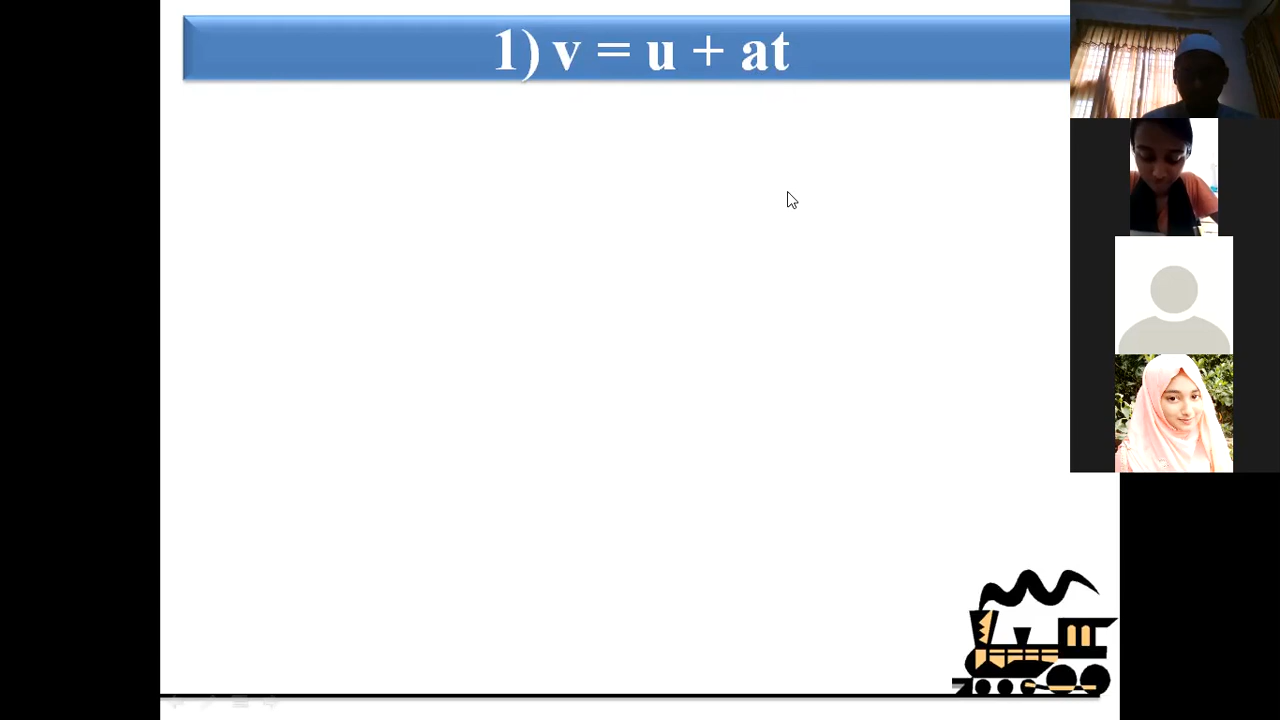 1) v = u + at